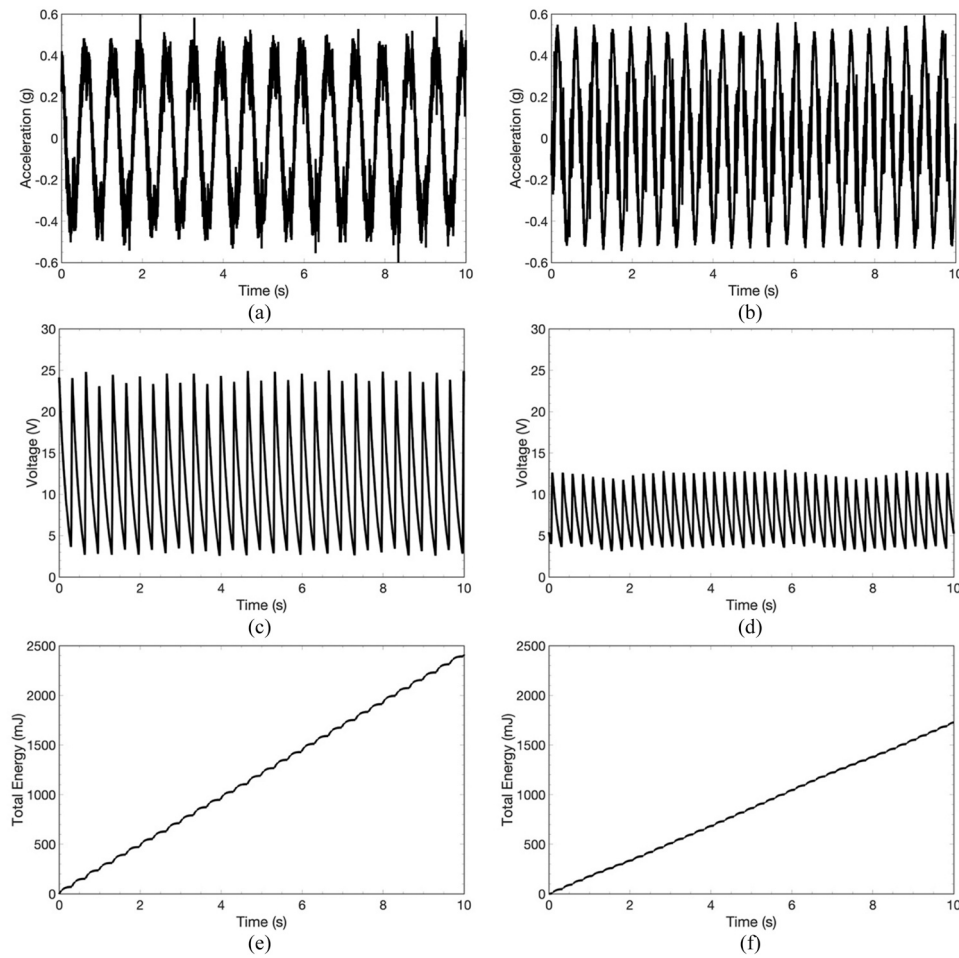 0.6
0.4
0.2
0
-0.2
-0.4
-0.6
Acceleration (g)
0 2 4 6 8 10
Time (s)
(a)
0.6
0.4
0.2
0
-0.2
-0.4
-0.6
Acceleration (g)
0 2 4 6 8 10
Time (s)
(b)
30
25
20
15
10
5
0
Voltage (V)
0 2 4 6 8 10
Time (s)
(c)
30
25
20
15
10
5
0
Voltage (V)
0 2 4 6 8 10
Time (s)
(d)
2500
2000
1500
1000
500
0
Total Energy (mJ)
0 2 4 6 8 10
Time (s)
(e)
2500
2000
1500
1000
500
0
Total Energy (mJ)
0 2 4 6 8 10
Time (s)
(f)